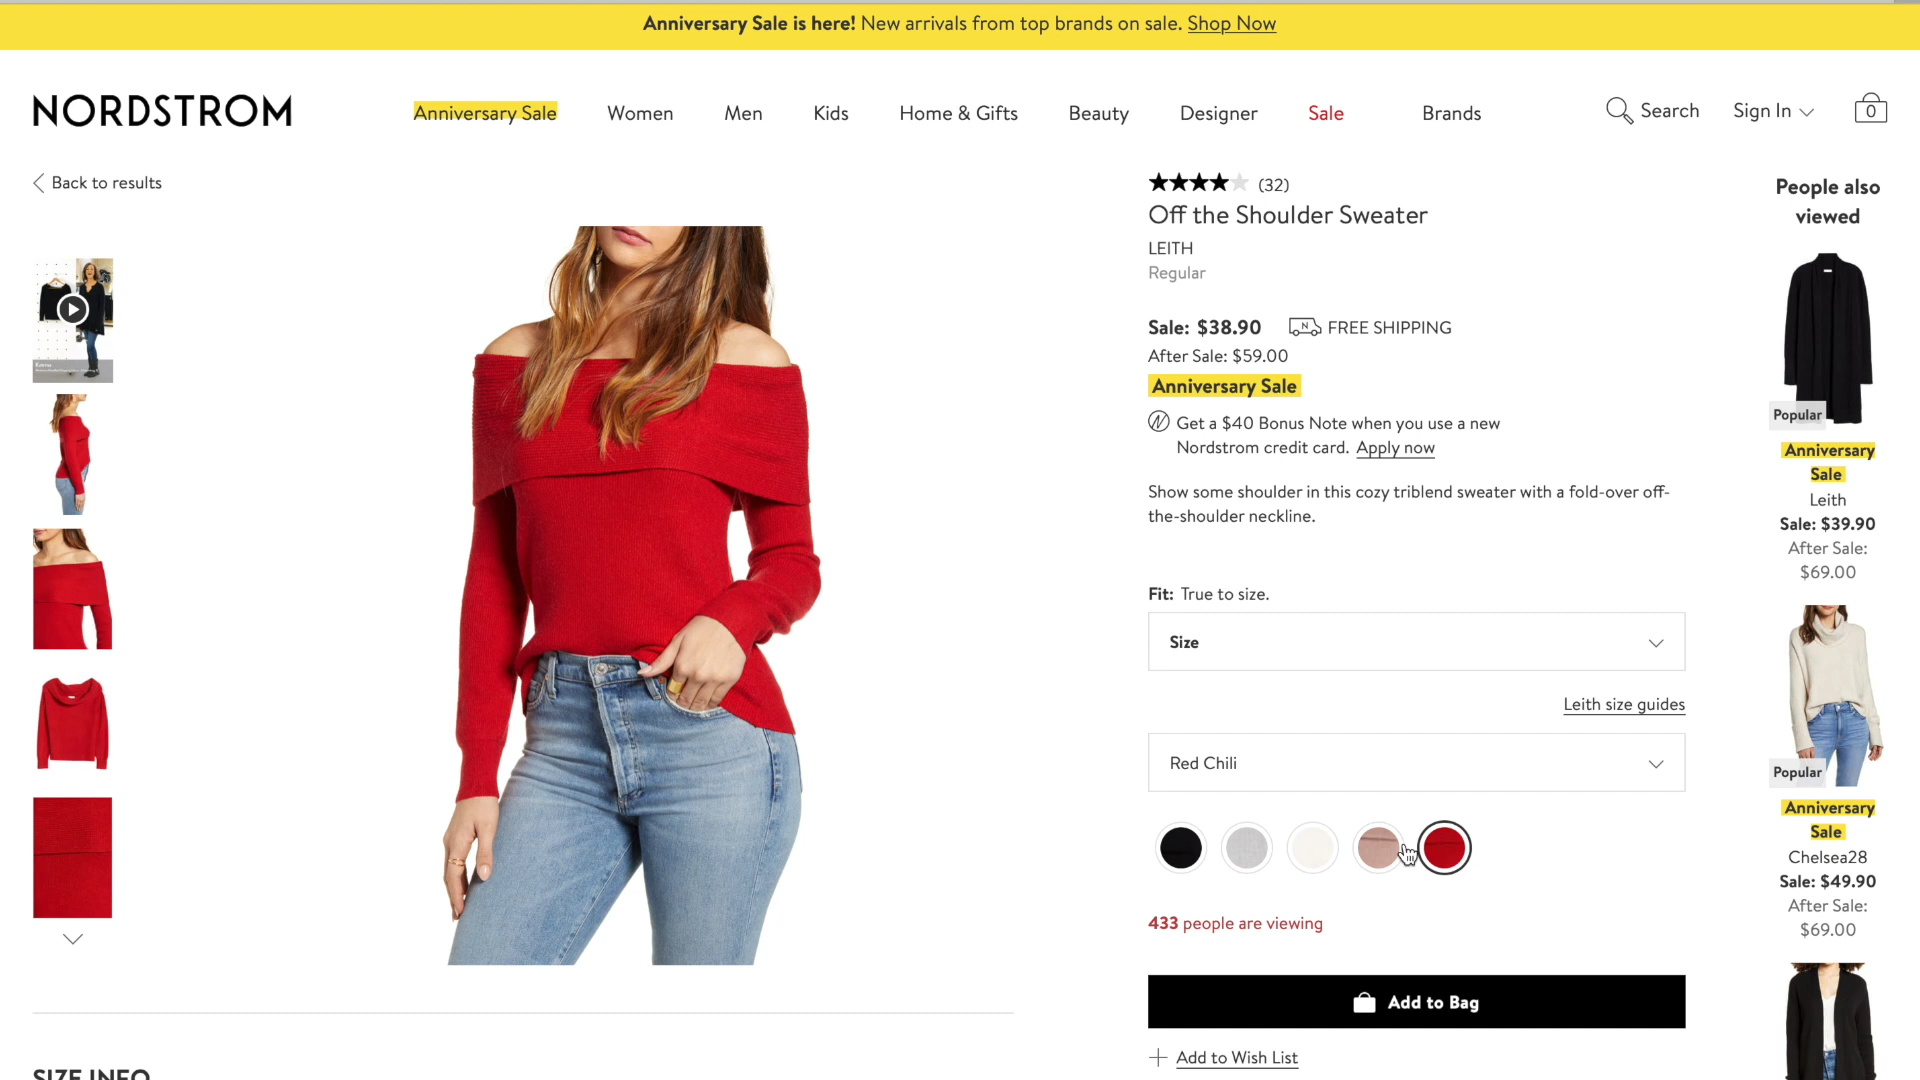 Anniversary Sale is here! New arrivals from top brands on sale. Shop Now
NORDSTROM
Anniversary Sale
Women
Men
Kids
Home & Gifts
Beauty
Designer
Sale
Brands
Search
Sign In
0
Back to results
(32)
Off the Shoulder Sweater
LEITH
Regular
Sale: $38.90
N
FREE SHIPPING
After Sale: $59.00
Anniversary Sale
Get a $40 Bonus Note when you use a new
Nordstrom credit card. Apply now
Show some shoulder in this cozy triblend sweater with a fold-over off-
the-shoulder neckline.
Fit: True to size.
Size
Leith size guides
Red Chili
433 people are viewing
Add to Bag
Add to Wish List
People also
viewed
Popular
Anniversary
Sale
Leith
Sale: $39.90
After Sale:
$69.00
Popular
Anniversary
Sale
Chelsea28
Sale: $49.90
After Sale:
$69.00
SIZE INFO